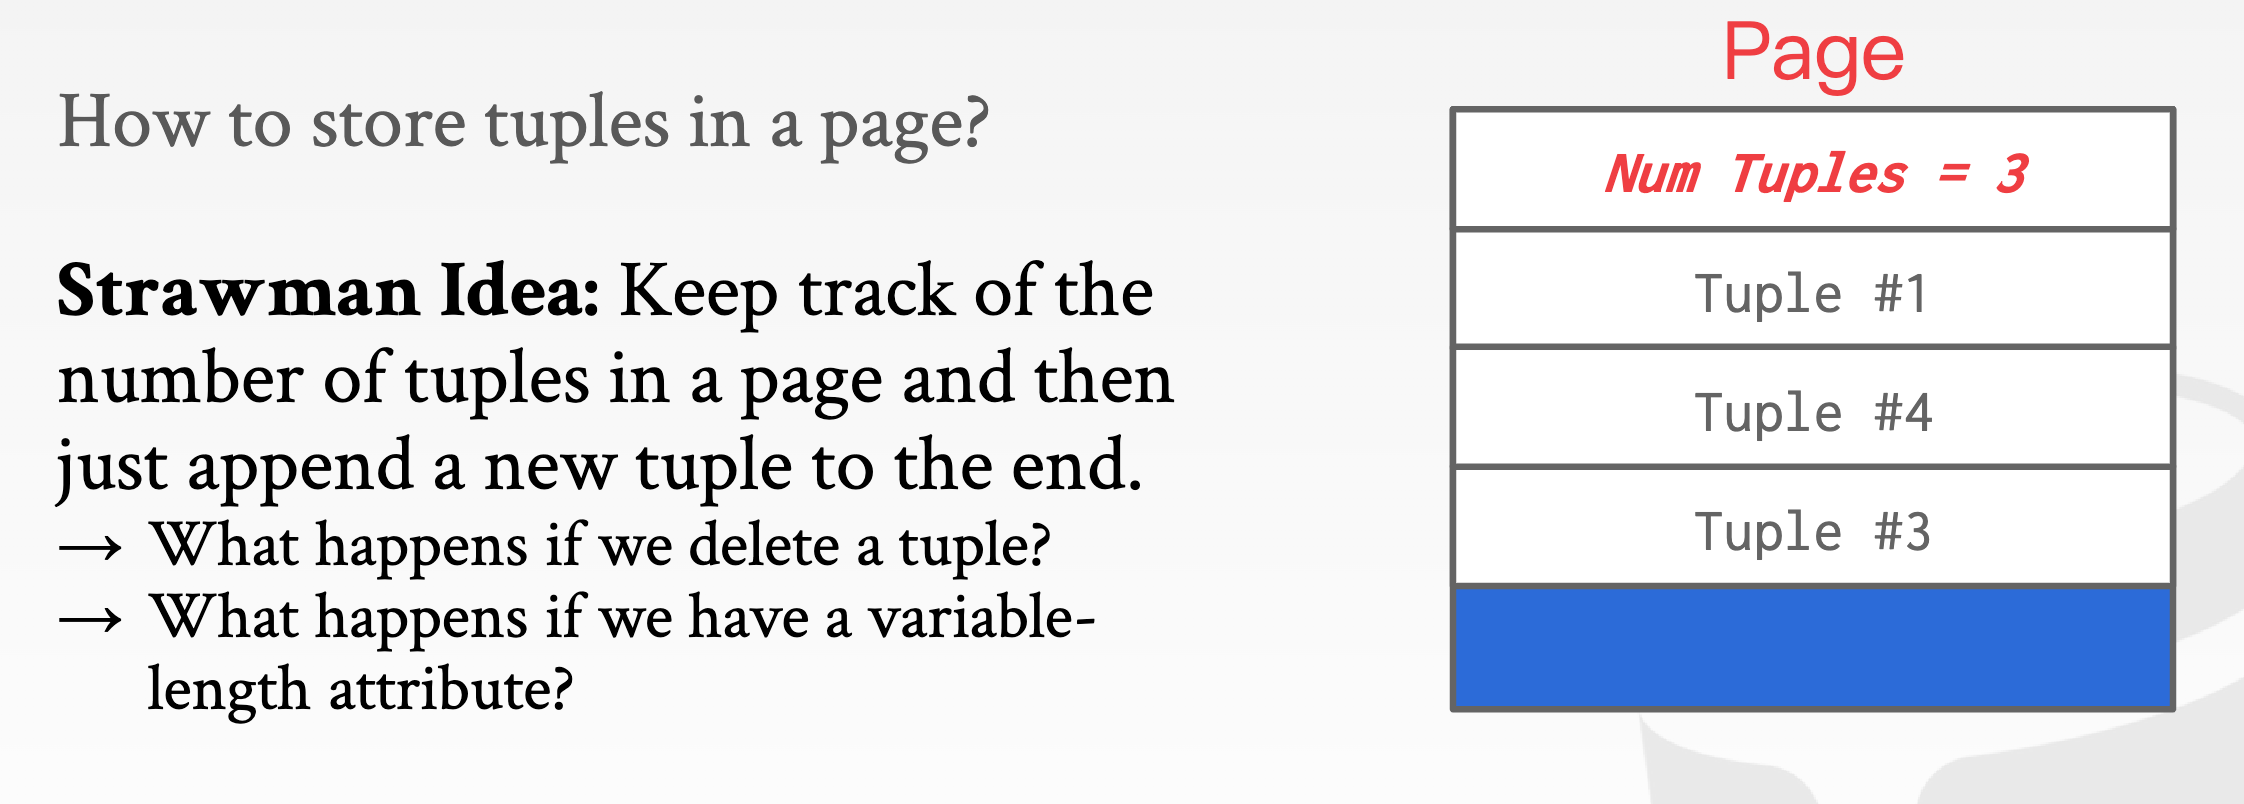 How to store tuples in a page?
Strawman Idea: Keep track of the
number of tuples in a page and then
just append a new tuple to the end.
→ What happens if we delete a tuple?
→ What happens if we have a variable-
length attribute?
Page
Num Tuples = 3
Tuple #1
Tuple #4
Tuple #3